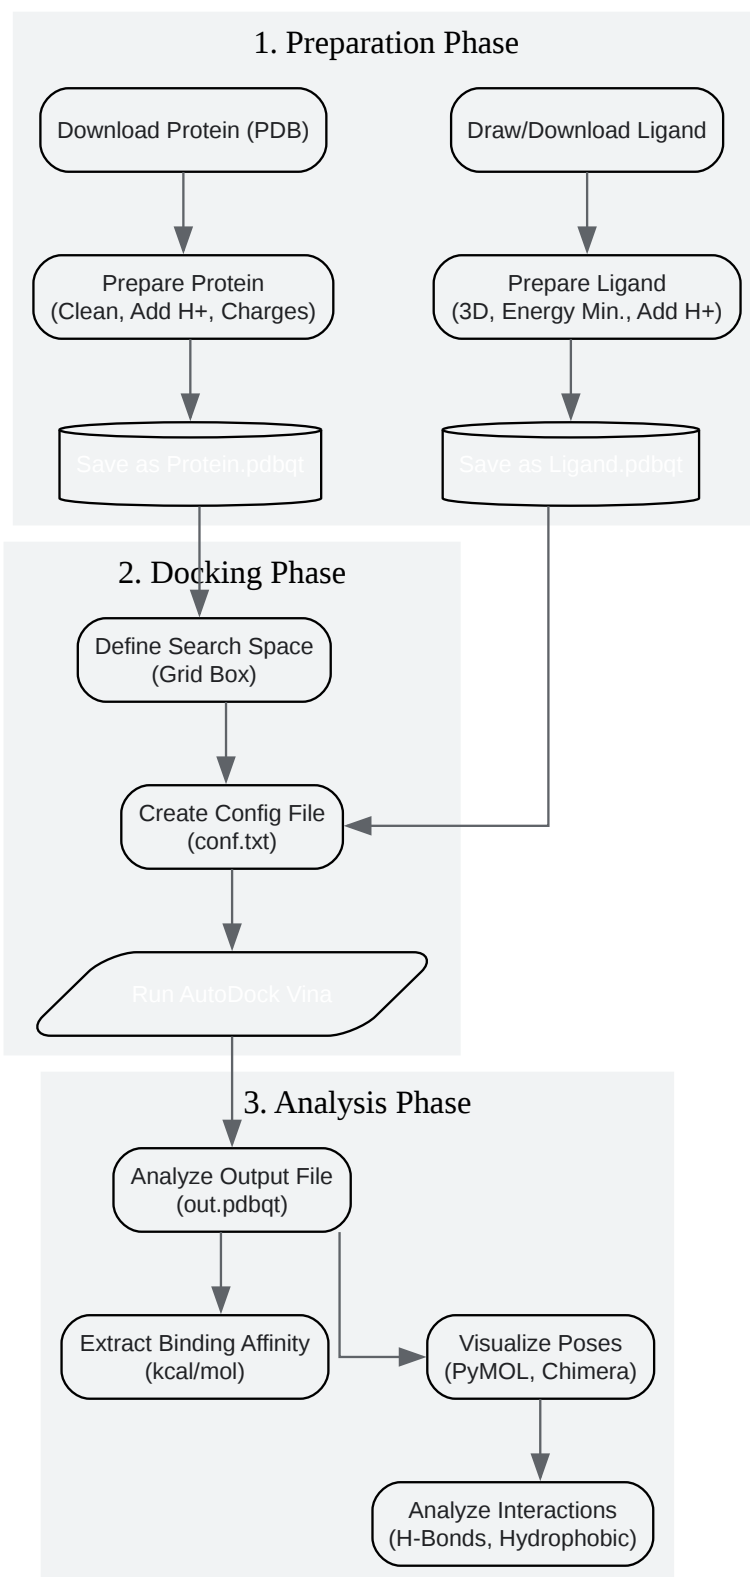 1. Preparation Phase
Download Protein (PDB)
Draw/Download Ligand
Prepare Protein
(Clean, Add H+, Charges)
Prepare Ligand
(3D, Energy Min., Add H+)
Save as Protein.pdbqt
Save as Ligand.pdbqt
2. Docking Phase
Define Search Space
(Grid Box)
Create Config File
(conf.txt)
Run AutoDock Vina
3. Analysis Phase
Analyze Output File
(out.pdbqt)
Extract Binding Affinity
(kcal/mol)
Visualize Poses
(PyMOL, Chimera)
Analyze Interactions
(H-Bonds, Hydrophobic)